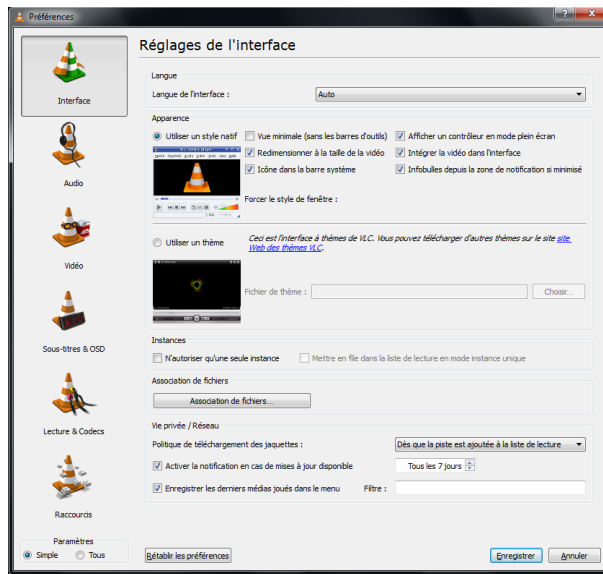 Préférences
Réglages de l'interface
Interface
Audio
Vidéo
Sous-titres & OSD
Lecture & Codecs
Raccourcis
Paramètres
Simple Tous
Langue
Langue de l'interface : Auto
Apparence
Utiliser un style natif Vue minimale (sans les barres d'outils) Afficher un contrôleur en mode plein écran
Redimensionner à la taille de la vidéo Intégrer la vidéo dans l'interface
Icône dans la barre système Infobulles depuis la zone de notification si minimisé
Forcer le style de fenêtre :
Utiliser un thème Ceci est l'interface à thèmes de VLC. Vous pouvez télécharger d'autres thèmes sur le site site
Web des thèmes VLC.
Fichier de thème : Choisir...
Instances
N'autoriser qu'une seule instance Mettre en file dans la liste de lecture en mode instance unique
Association de fichiers
Association de fichiers...
Vie privée / Réseau
Politique de téléchargement des jaquettes : Dès que la piste est ajoutée à la liste de lecture
Activer la notification en cas de mises à jour disponible Tous les 7 jours
Enregistrer les derniers médias joués dans le menu Filtre :
Rétablir les préférences Enregistrer Annuler